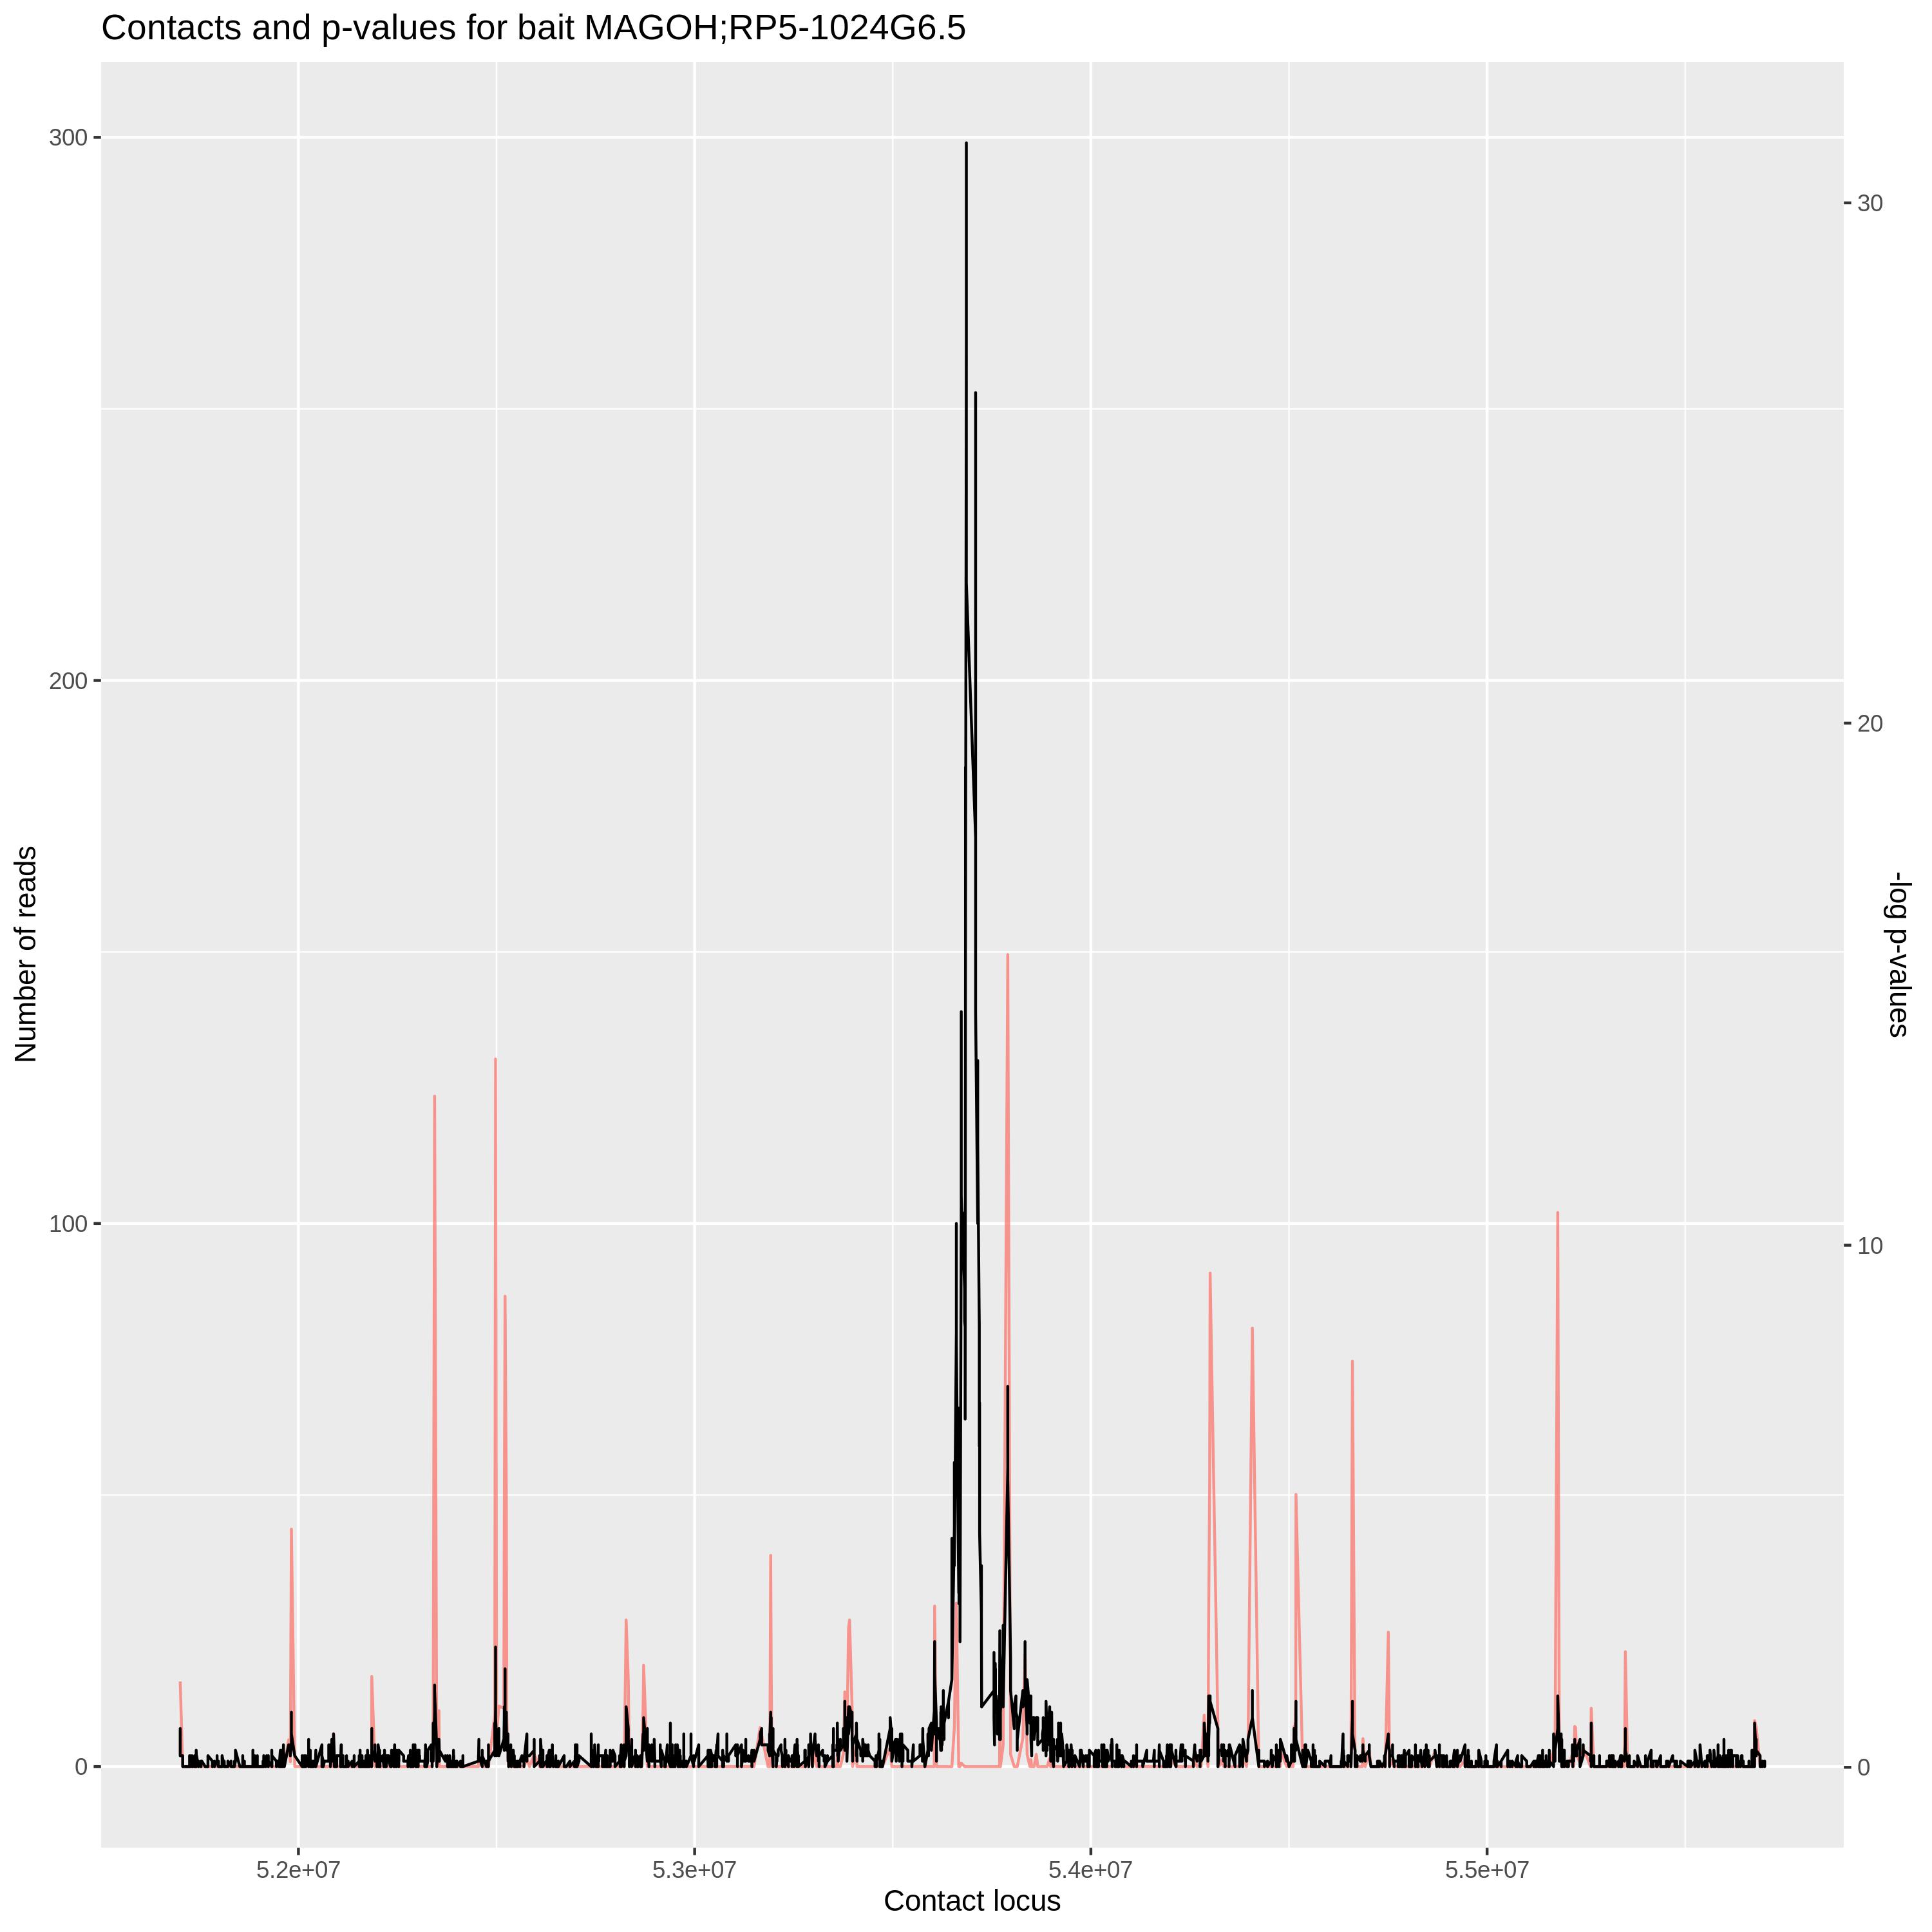 Contacts and p-values for bait MAGOH;RP5-1024G6.5
300
200
100
0
Number of reads
30
20
10
0
-log p-values
5.2e+07
5.3e+07
5.4e+07
5.5e+07
Contact locus